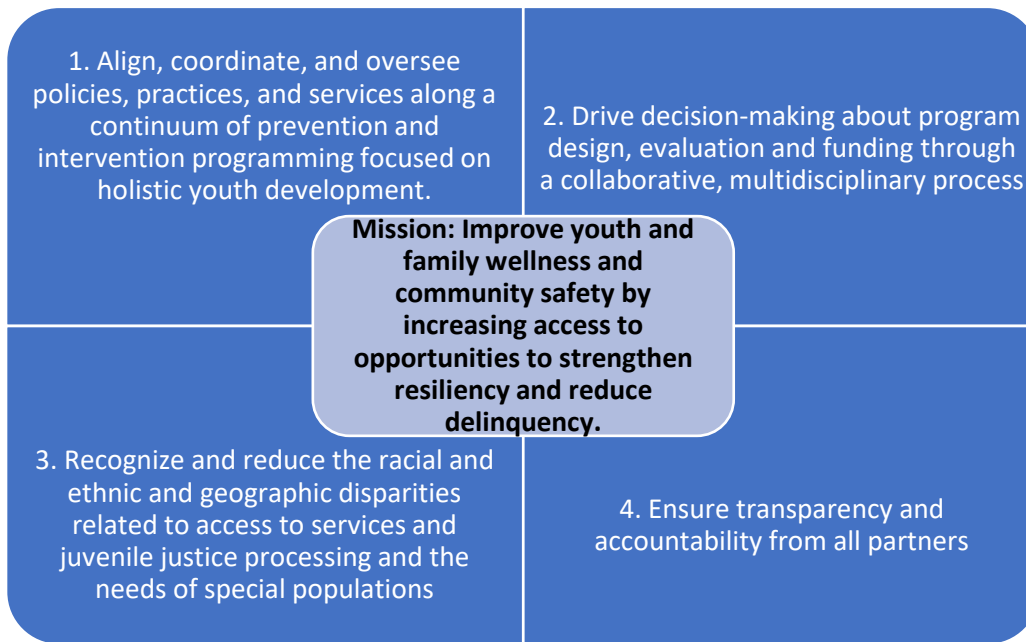 1. Align, coordinate, and oversee
policies, practices, and services along a
continuum of prevention and
intervention programming focused on
holistic youth development.
2. Drive decision-making about program
design, evaluation and funding through
a collaborative, multidisciplinary process
Mission: Improve youth and
family wellness and
community safety by
increasing access to
opportunities to strengthen
resiliency and reduce
delinquency.
3. Recognize and reduce the racial and
ethnic and geographic disparities
related to access to services and
juvenile justice processing and the
needs of special populations
4. Ensure transparency and
accountability from all partners